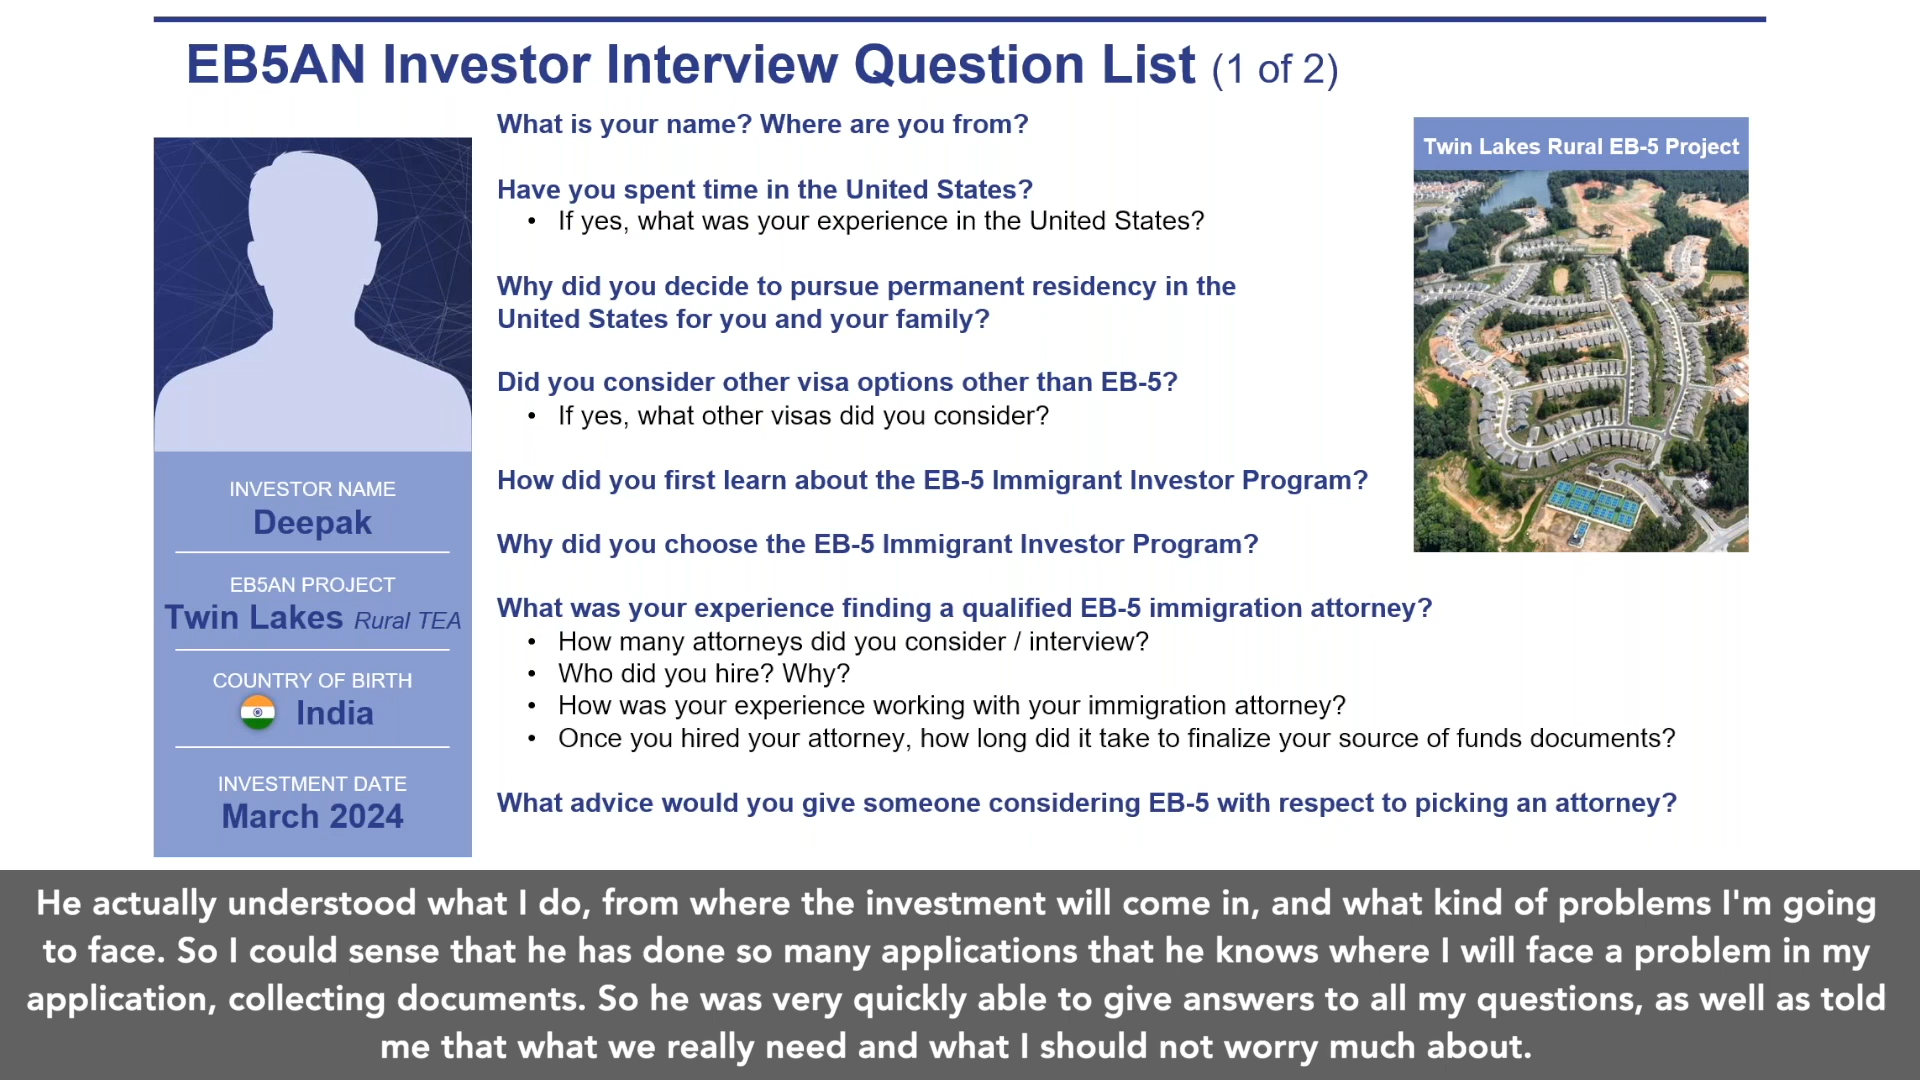 EB5AN Investor Interview Question List (1 of 2)
What is your name? Where are you from?
Have you spent time in the United States?
• If yes, what was your experience in the United States?
Why did you decide to pursue permanent residency in the
United States for you and your family?
Did you consider other visa options other than EB-5?
• If yes, what other visas did you consider?
How did you first learn about the EB-5 Immigrant Investor Program?
Why did you choose the EB-5 Immigrant Investor Program?
What was your experience finding a qualified EB-5 immigration attorney?
• How many attorneys did you consider / interview?
• Who did you hire? Why?
• How was your experience working with your immigration attorney?
• Once you hired your attorney, how long did it take to finalize your source of funds documents?
What advice would you give someone considering EB-5 with respect to picking an attorney?
INVESTOR NAME
Deepak
EB5AN PROJECT
Twin Lakes Rural TEA
COUNTRY OF BIRTH
India
INVESTMENT DATE
March 2024
Twin Lakes Rural EB-5 Project
He actually understood what I do, from where the investment will come in, and what kind of problems I'm going
to face. So I could sense that he has done so many applications that he knows where I will face a problem in my
application, collecting documents. So he was very quickly able to give answers to all my questions, as well as told
me that what we really need and what I should not worry much about.